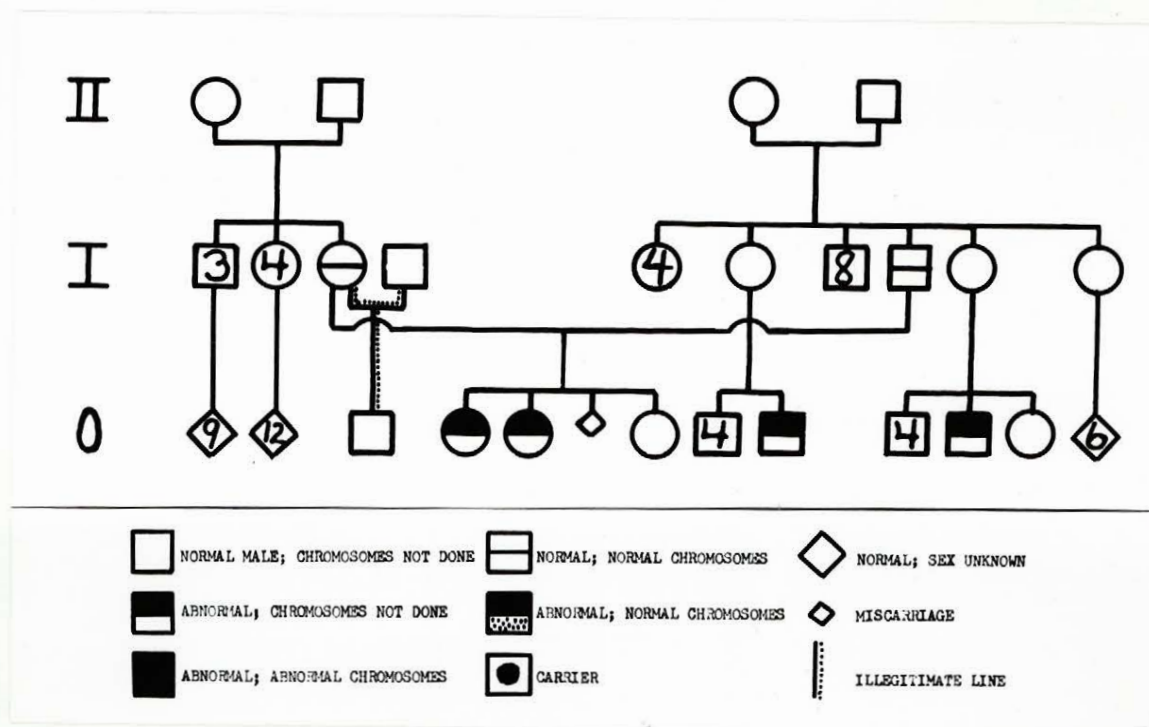 II
I
3 4 4 8
0
9 12 4 4 6
NORMAL MALE; CHROMOSOMES NOT DONE
NORMAL; NORMAL CHROMOSOMES
NORMAL; SEX UNKNOWN
ABNORMAL; CHROMOSOMES NOT DONE
ABNORMAL; NORMAL CHROMOSOMES
MISCARRIAGE
ABNORMAL; ABNORMAL CHROMOSOMES
CARRIER
ILLEGITIMATE LINE